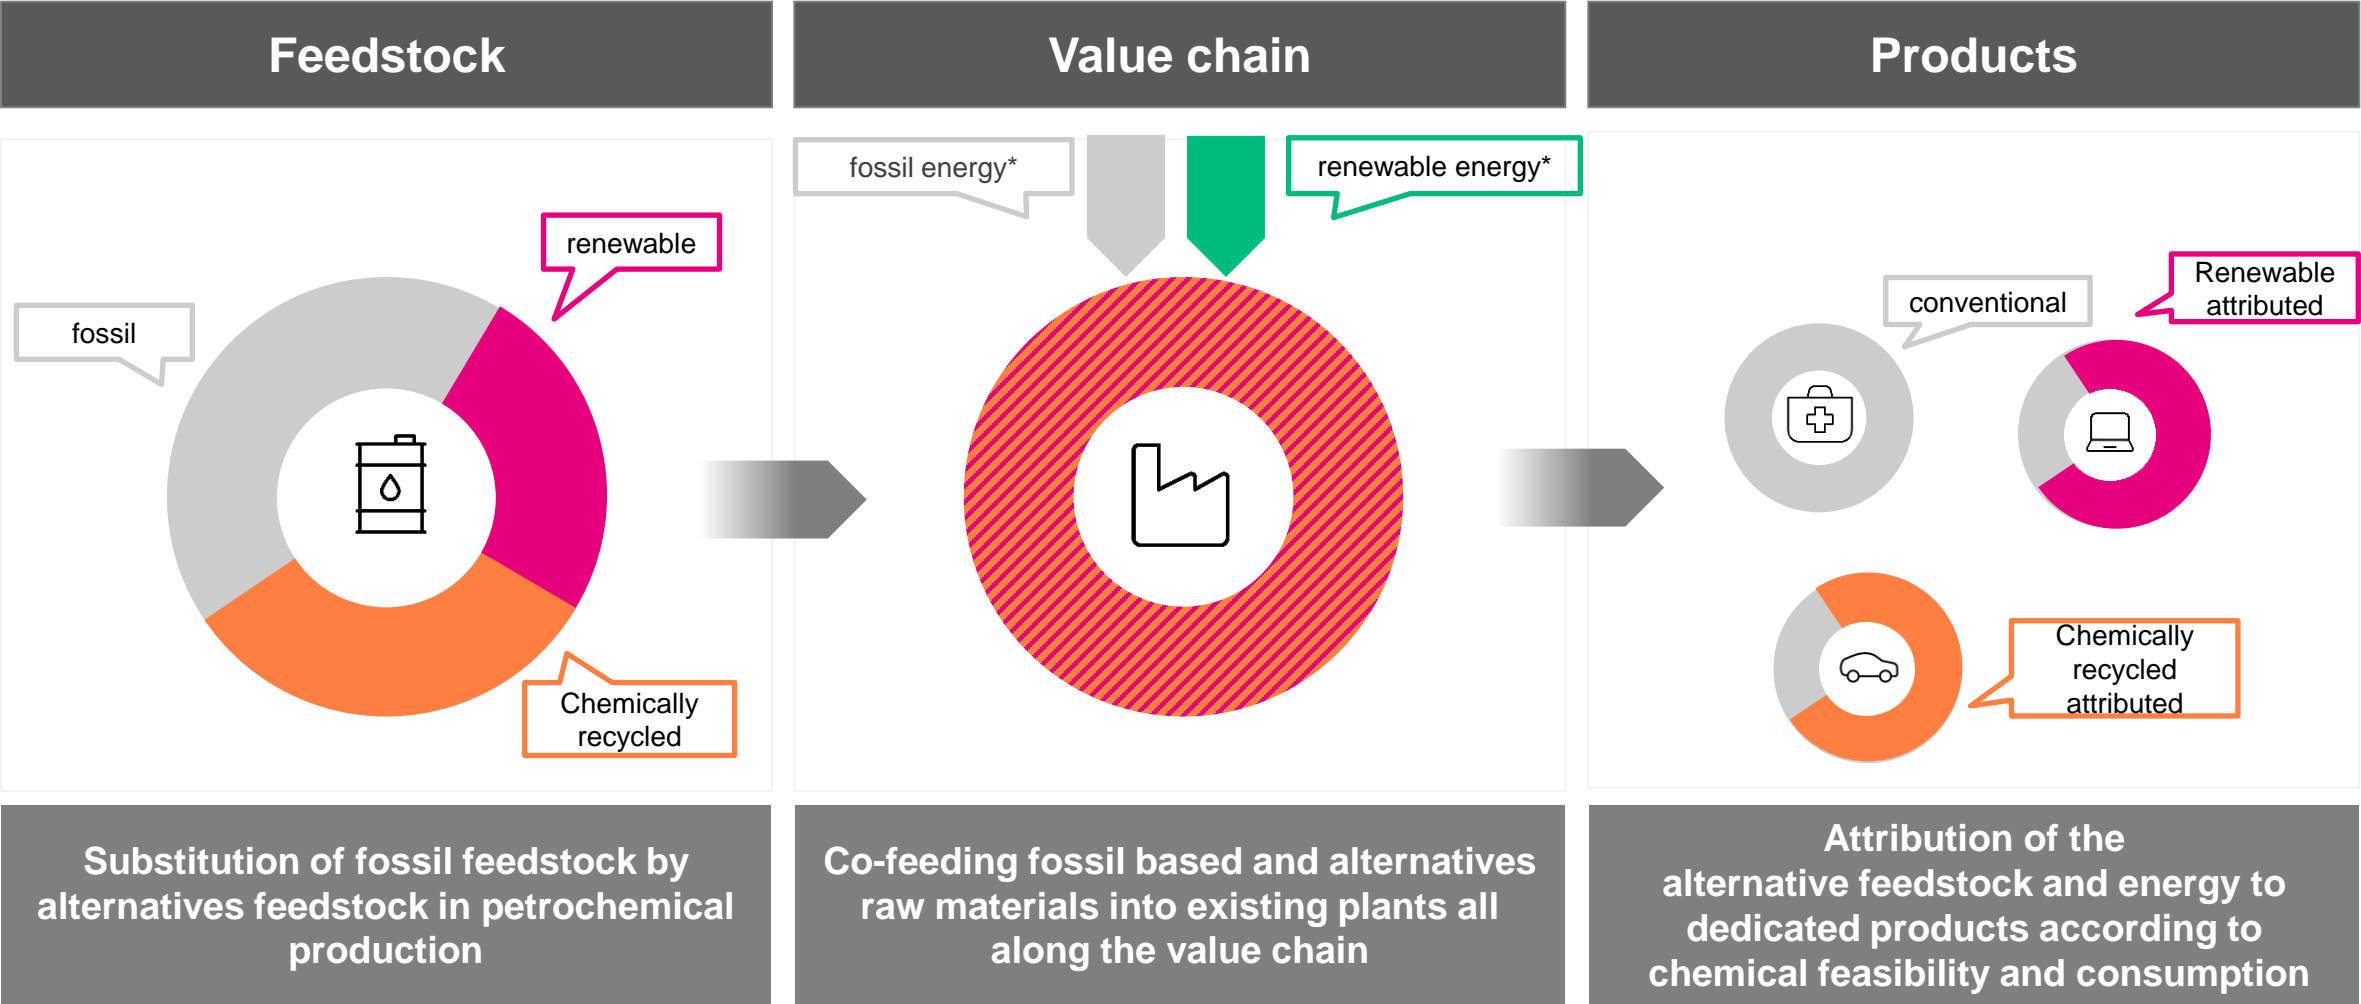 Feedstock
Value chain
Products
fossil
renewable
Chemically
recycled
fossil energy*
renewable energy*
conventional
Renewable
attributed
Chemically
recycled
attributed
Substitution of fossil feedstock by
alternatives feedstock in petrochemical
production
Co-feeding fossil based and alternatives
raw materials into existing plants all
along the value chain
Attribution of the
alternative feedstock and energy to
dedicated products according to
chemical feasibility and consumption